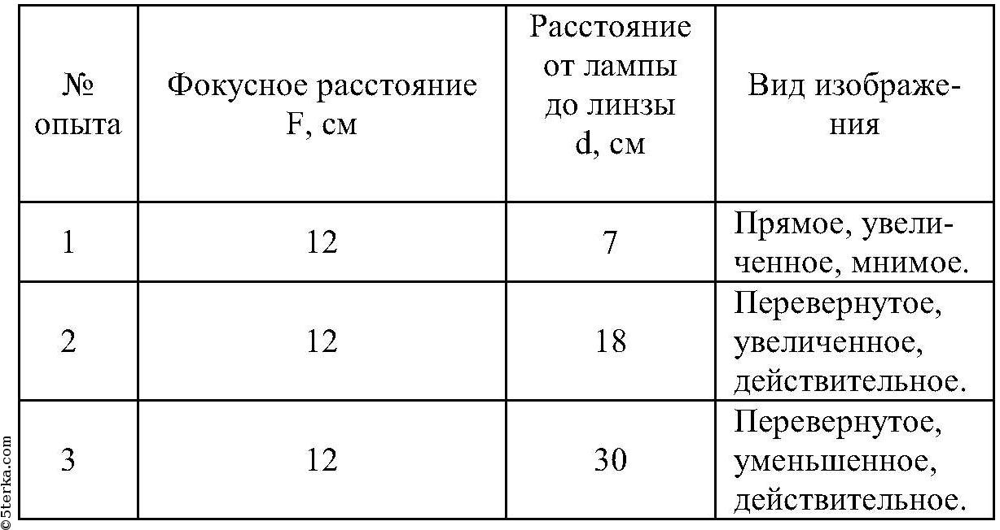 №
опыта
Фокусное расстояние
F, см
Расстояние
от лампы
до линзы
d, см
Вид изображе-
ния
1
12
7
Прямое, увели-
ченное, мнимое.
2
12
18
Перевернутое,
увеличенное,
действительное.
3
12
30
Перевернутое,
уменьшенное,
действительное.
©5terka.com